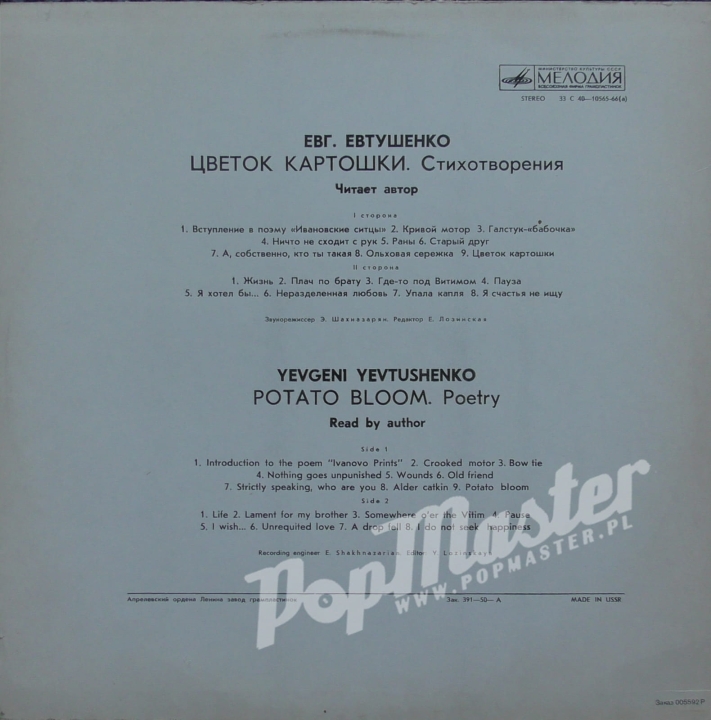 МИНИСТЕРСТВО КУЛЬТУРЫ СССР
МЕЛОДИЯ
ВСЕСОЮЗНАЯ ФИРМА ГРАМПЛАСТИНОК
STEREO 33 С 40—10565-66(а)
ЕВГ. ЕВТУШЕНКО
ЦВЕТОК КАРТОШКИ. Стихотворения
Читает автор
I сторона
1. Вступление в поэму «Ивановские ситцы» 2. Кривой мотор 3. Галстук-«бабочка»
4. Ничто не сходит с рук 5. Раны 6. Старый друг
7. А, собственно, кто ты такая 8. Ольховая сережка 9. Цветок картошки
II сторона
1. Жизнь 2. Плач по брату 3. Где-то под Витимом 4. Пауза
5. Я хотел бы... 6. Неразделенная любовь 7. Упала капля 8. Я счастья не ищу
Звукорежиссер Э. Шахназарян. Редактор Е. Лозинская
YEVGENI YEVTUSHENKO
POTATO BLOOM. Poetry
Read by author
Side 1
1. Introduction to the poem "Ivanovo Prints" 2. Crooked motor 3. Bow tie
4. Nothing goes unpunished 5. Wounds 6. Old friend
7. Strictly speaking, who are you 8. Alder catkin 9. Potato bloom
Side 2
1. Life 2. Lament for my brother 3. Somewhere o'er the Vitim 4. Pause
5. I wish... 6. Unrequited love 7. A drop fell 8. I do not seek happiness
Recording engineer E. Shakhnazarian. Editor Y. Lozinskaya
PopMaster
WWW.POPMASTER.PL
Апрелевский ордена Ленина завод грампластинок Зак. 391—50— А. MADE IN USSR
Заказ 005592 Р